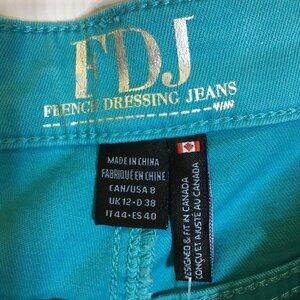 FDJ
FRENCH DRESSING JEANS
MADE IN CHINA
FABRIQUÉ EN CHINE
CAN/USA 8
UK 12-D 38
IT 44-ES 40
DESIGNED & FIT IN CANADA
CONÇU ET AJUSTÉ AU CANADA